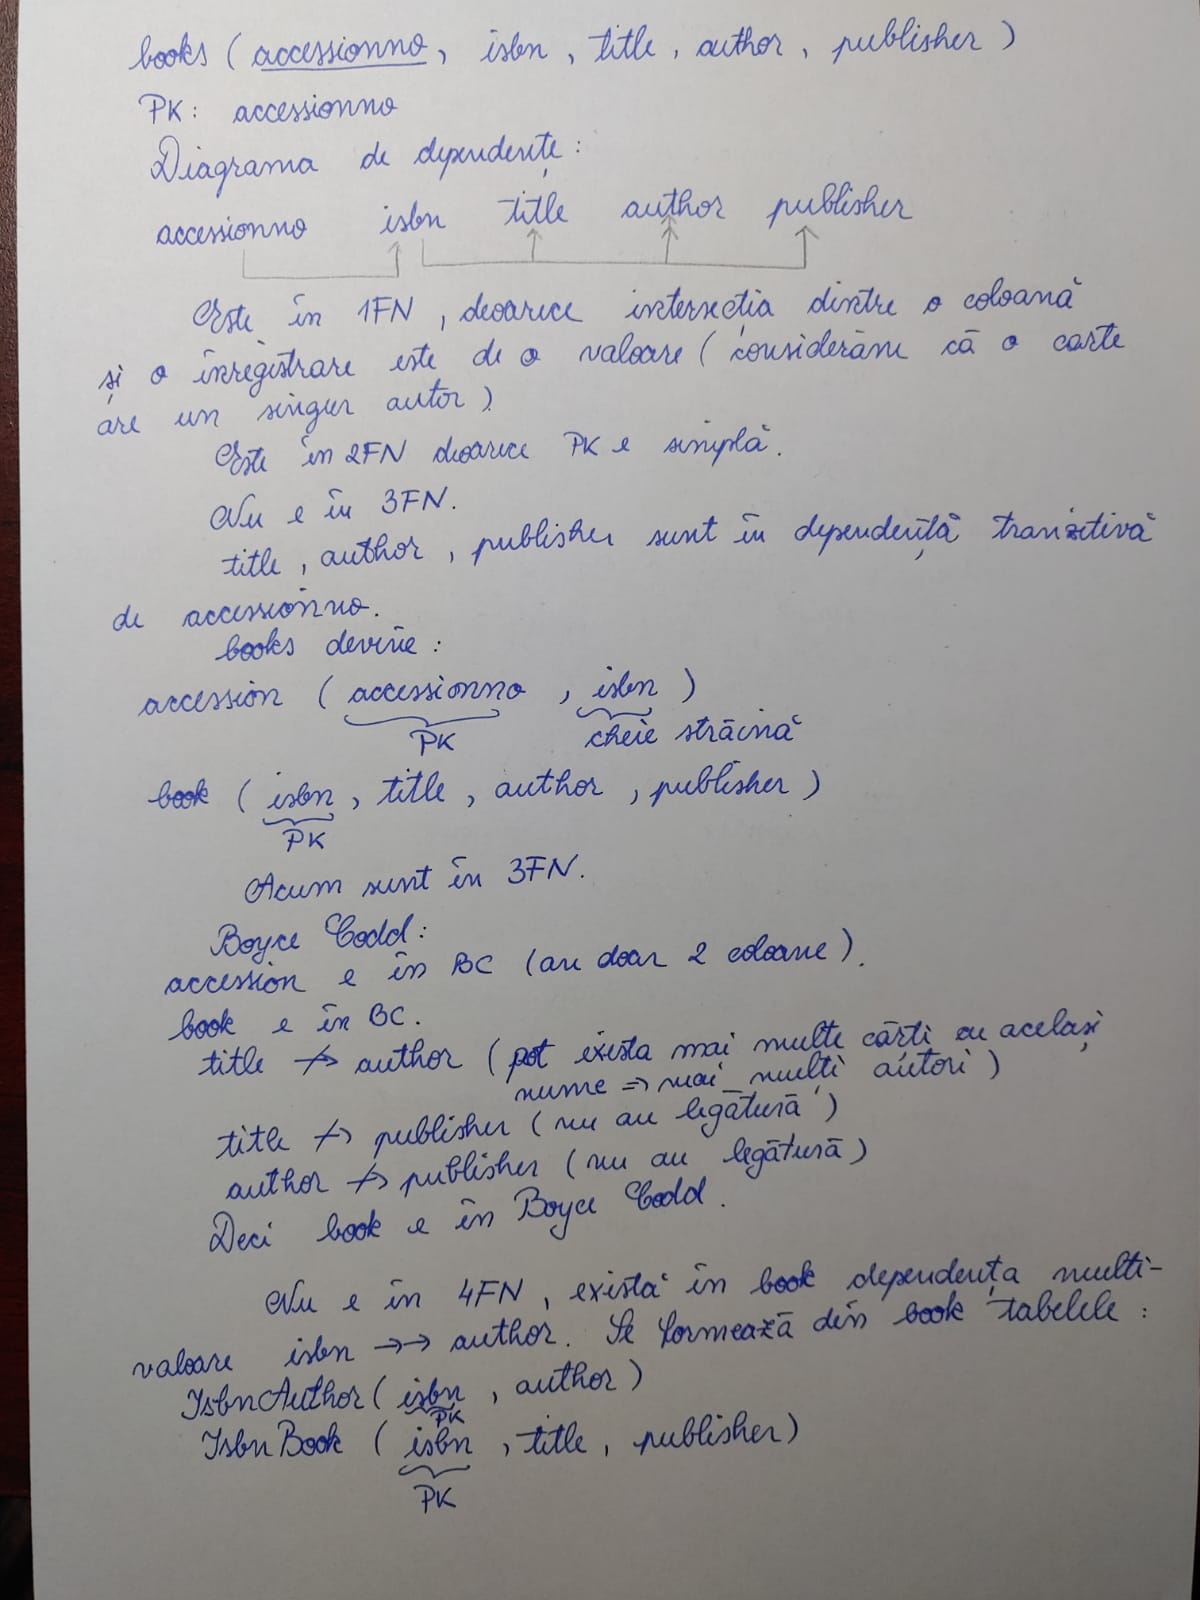 books ( accessionno, isbn, title, author, publisher )
PK: accessionno
Diagrama de dependențe:
accessionno isbn title author publisher
Este în 1FN, deoarece intersecția dintre o coloană
și o înregistrare este de o valoare ( considerăm că o carte
are un singur autor ).
Este în 2FN deoarece PK e simplă.
Nu e în 3FN.
title, author, publisher sunt în dependență tranzitivă
de accessionno.
books devine:
accession ( accessionno, isbn )
PK cheie străină
book ( isbn, title, author, publisher )
PK
Acum sunt în 3FN.
Boyce Codd:
accession e în BC (au doar 2 coloane).
book e în BC.
title ↛ author ( pot exista mai multe cărți cu același
nume => mai mulți autori )
title ↛ publisher ( nu au legătură )
author ↛ publisher ( nu au legătură )
Deci book e în Boyce Codd.
Nu e în 4FN, există în book dependența multi-
valoare isbn →→ author. Se formează din book tabelele:
IsbnAuthor ( isbn, author )
PK
IsbnBook ( isbn, title, publisher )
PK